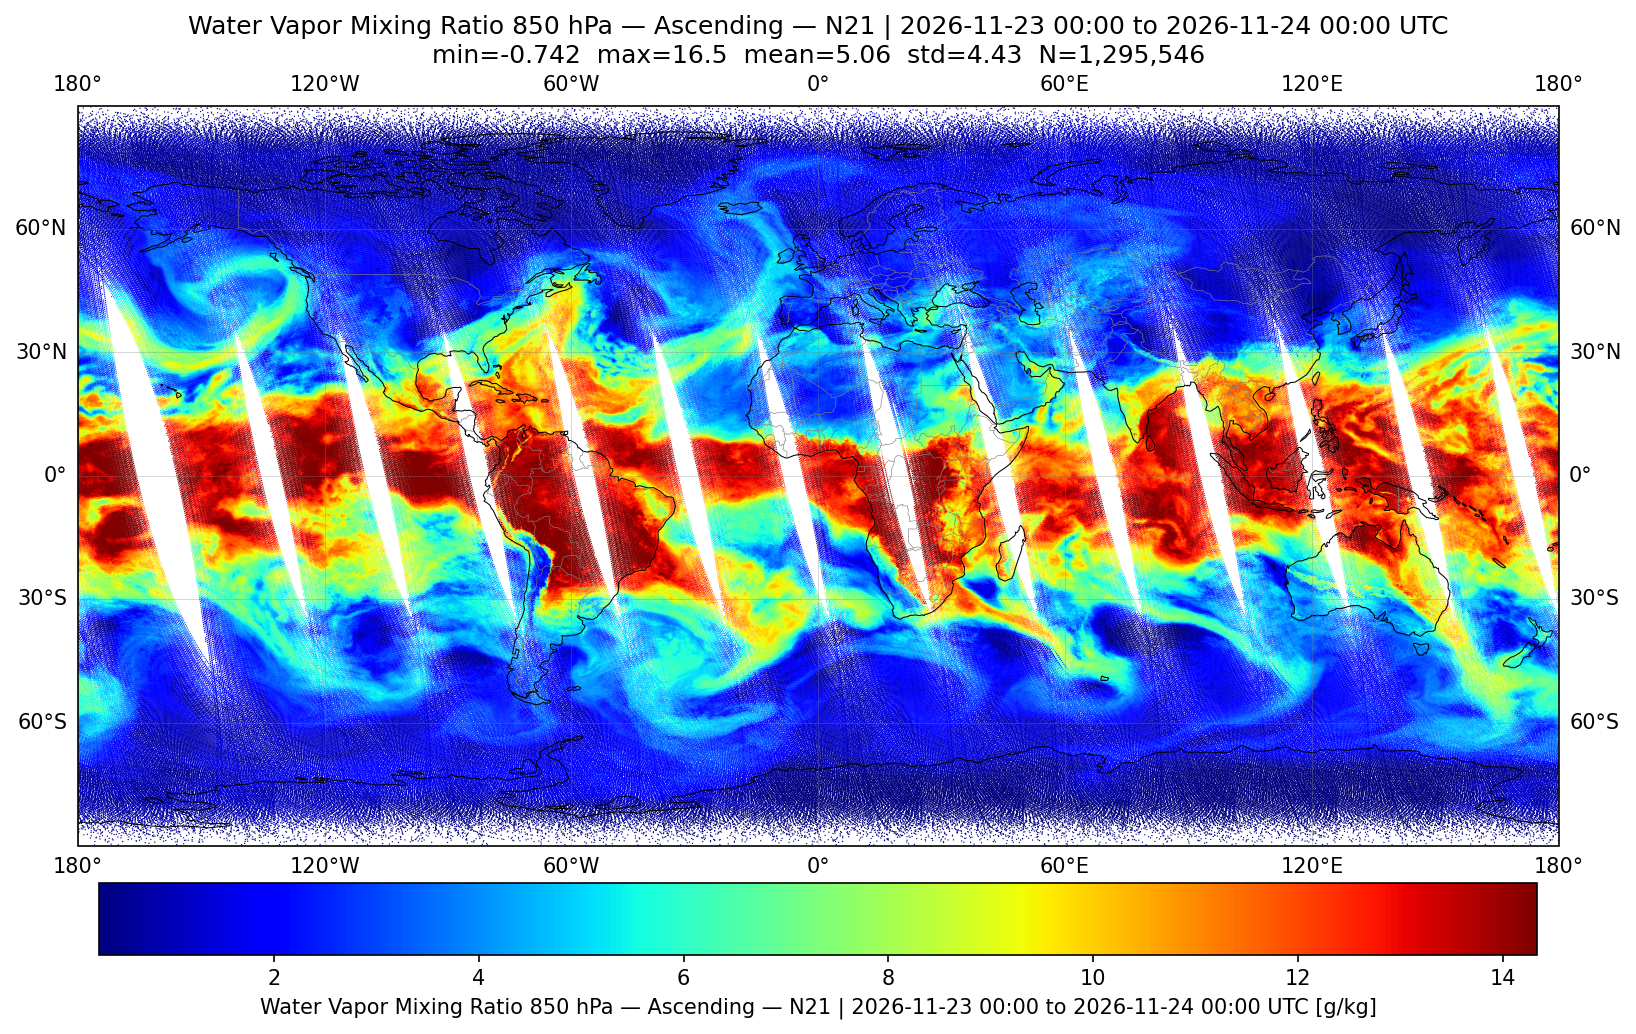 Water Vapor Mixing Ratio 850 hPa — Ascending — N21 | 2026-11-23 00:00 to 2026-11-24 00:00 UTC
min=-0.742 max=16.5 mean=5.06 std=4.43 N=1,295,546
180° 120°W 60°W 0° 60°E 120°E 180°
60°N 60°N
30°N 30°N
0° 0°
30°S 30°S
60°S 60°S
180° 120°W 60°W 0° 60°E 120°E 180°
2 4 6 8 10 12 14
Water Vapor Mixing Ratio 850 hPa — Ascending — N21 | 2026-11-23 00:00 to 2026-11-24 00:00 UTC [g/kg]